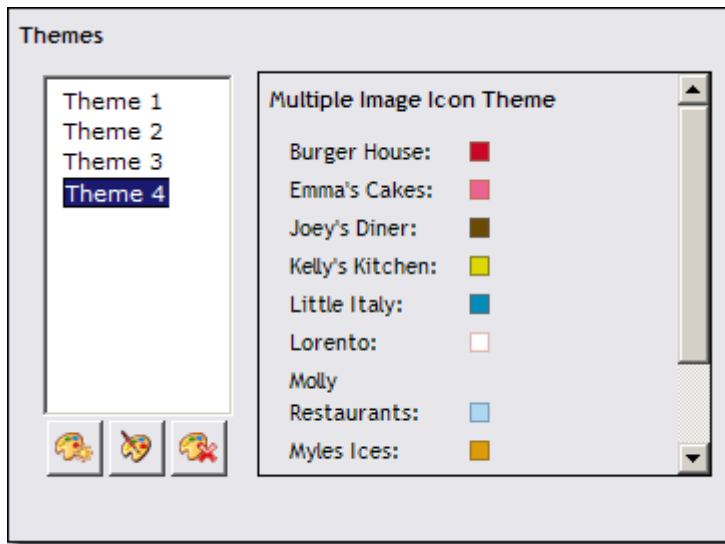 Themes
Theme 1
Theme 2
Theme 3
Theme 4
Multiple Image Icon Theme
Burger House:
Emma's Cakes:
Joey's Diner:
Kelly's Kitchen:
Little Italy:
Lorento:
Molly
Restaurants:
Myles Ices: